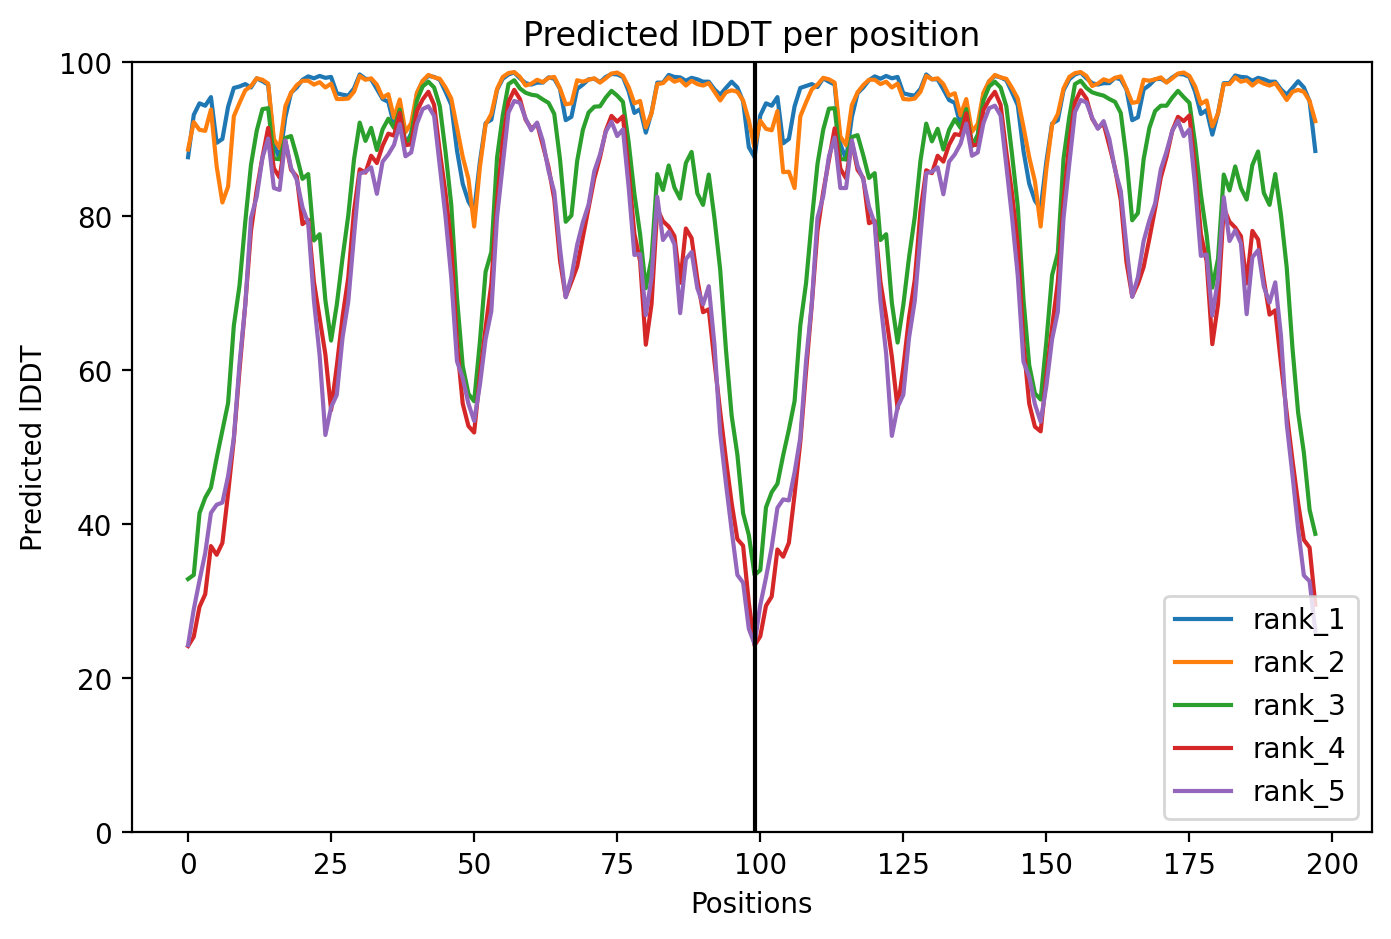 Predicted lDDT per position
Predicted lDDT
100
80
60
40
20
0
0 25 50 75 100 125 150 175 200
Positions
rank_1
rank_2
rank_3
rank_4
rank_5